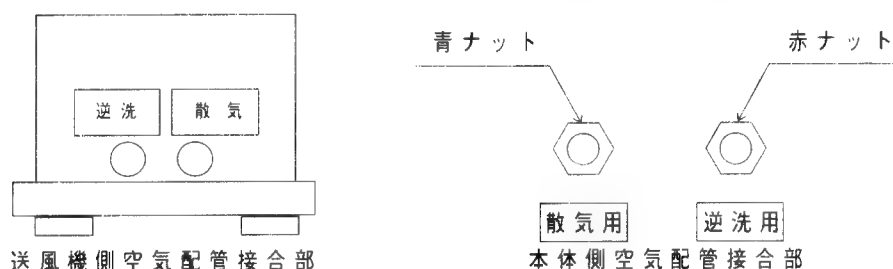 青ナット
赤ナット
逆洗
散気
散気用
逆洗用
送風機側空気配管接合部
本体側空気配管接合部